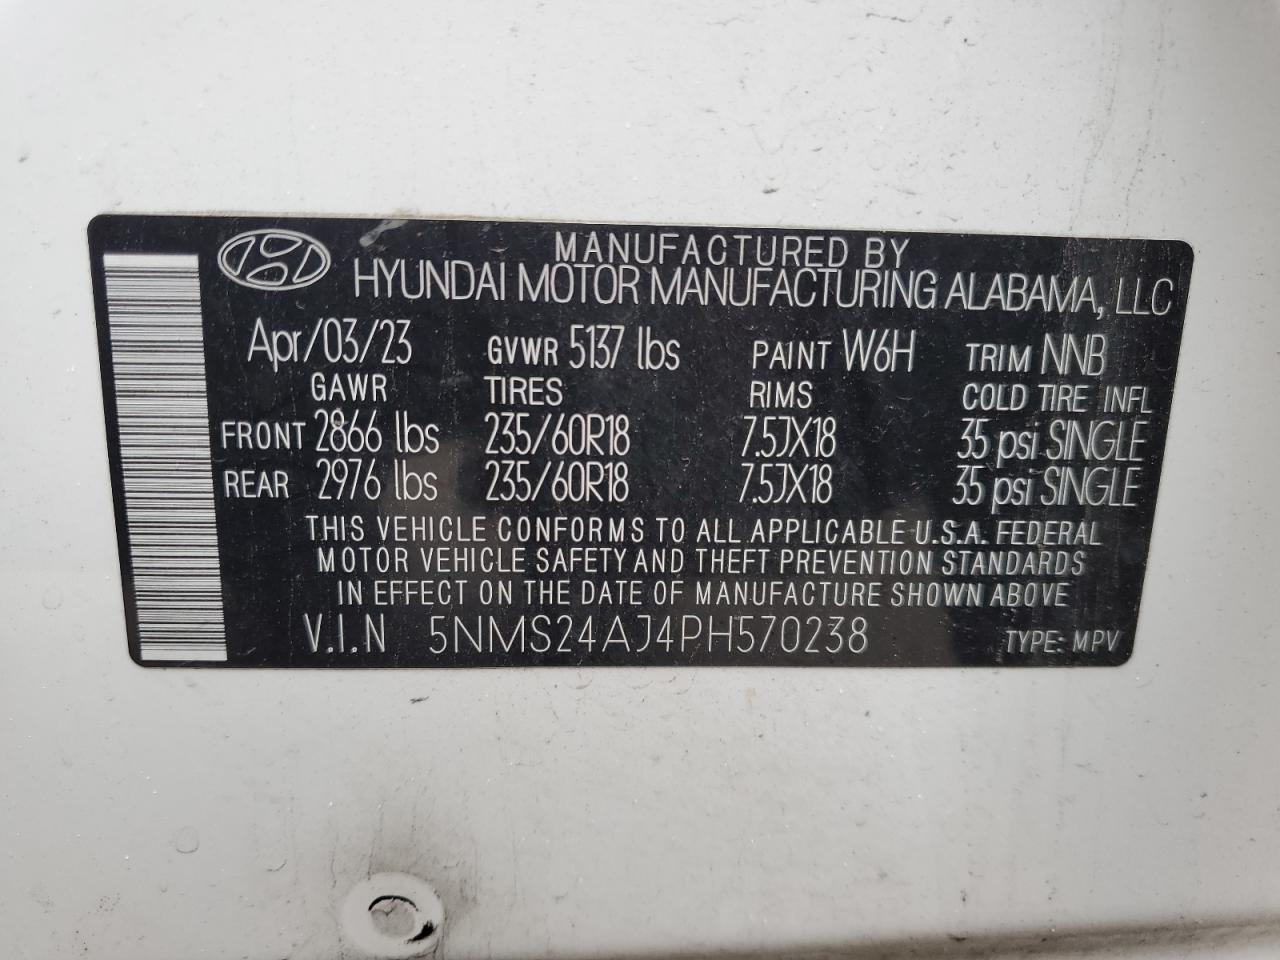 MANUFACTURED BY
HYUNDAI MOTOR MANUFACTURING ALABAMA, LLC
Apr/03/23 GVWR 5137 lbs PAINT W6H TRIM NNB
GAWR TIRES RIMS COLD TIRE INFL
FRONT 2866 lbs 235/60R18 7.5JX18 35 psi SINGLE
REAR 2976 lbs 235/60R18 7.5JX18 35 psi SINGLE
THIS VEHICLE CONFORMS TO ALL APPLICABLE U.S.A. FEDERAL
MOTOR VEHICLE SAFETY AND THEFT PREVENTION STANDARDS
IN EFFECT ON THE DATE OF MANUFACTURE SHOWN ABOVE
V.I.N 5NMS24AJ4PH570238 TYPE: MPV